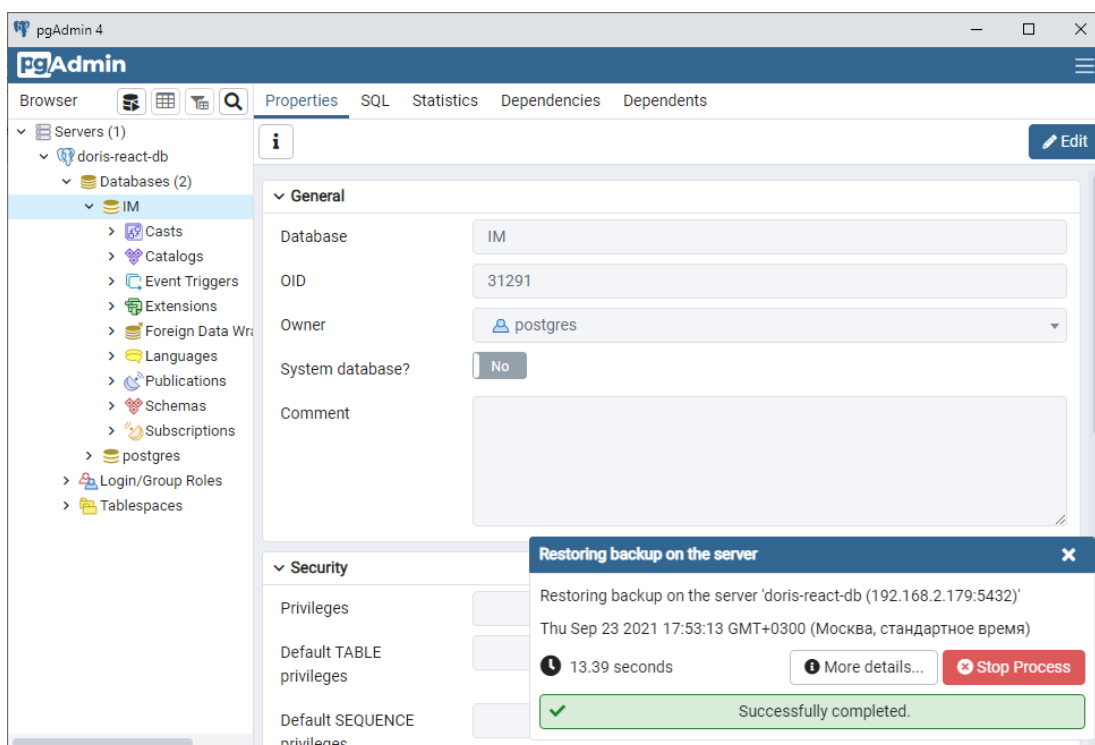 pgAdmin 4
pgAdmin
Browser
Properties SQL Statistics Dependencies Dependents
Servers (1)
doris-react-db
Databases (2)
IM
Casts
Catalogs
Event Triggers
Extensions
Foreign Data Wra
Languages
Publications
Schemas
Subscriptions
postgres
Login/Group Roles
Tablespaces
i
Edit
General
Database IM
OID 31291
Owner postgres
System database? No
Comment
Security
Privileges
Default TABLE
privileges
Default SEQUENCE
privileges
Restoring backup on the server
Restoring backup on the server 'doris-react-db (192.168.2.179:5432)'
Thu Sep 23 2021 17:53:13 GMT+0300 (Москва, стандартное время)
13.39 seconds More details... Stop Process
Successfully completed.